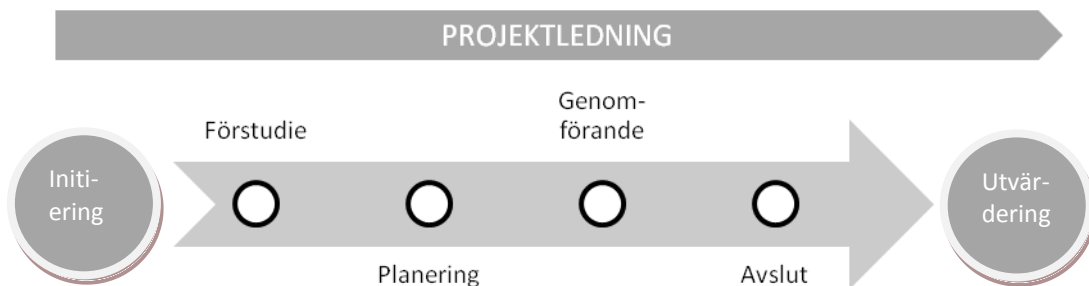 PROJEKTLEDNING
Genom-
förande
Förstudie
Initi-
ering
Utvär-
dering
Planering
Avslut